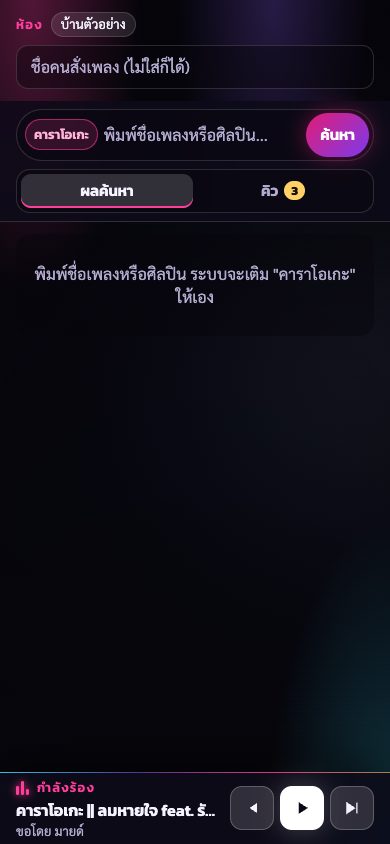 ห้อง บ้านตัวอย่าง
ชื่อคนสั่งเพลง (ไม่ใส่ก็ได้)
คาราโอเกะ พิมพ์ชื่อเพลงหรือศิลปิน... ค้นหา
ผลค้นหา คิว 3
พิมพ์ชื่อเพลงหรือศิลปิน ระบบจะเติม "คาราโอเกะ"
ให้เอง
กำลังร้อง
คาราโอเกะ || ลมหายใจ feat. รั...
ขอโดย มายด์